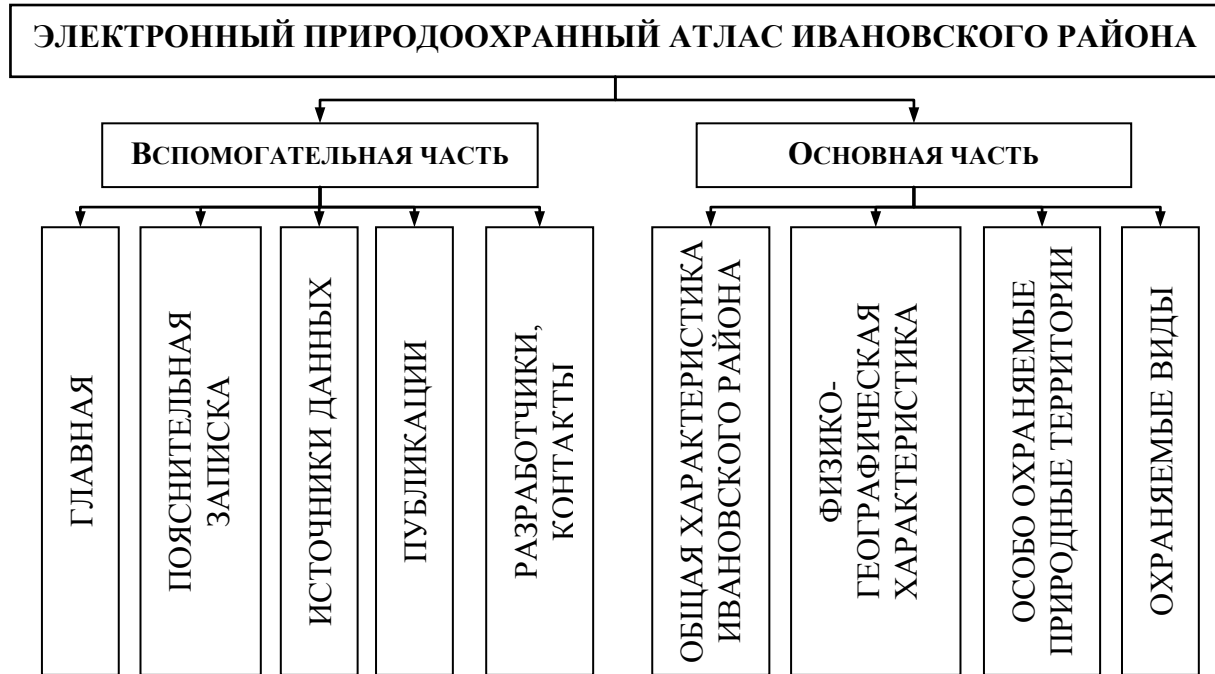 ЭЛЕКТРОННЫЙ ПРИРОДООХРАННЫЙ АТЛАС ИВАНОВСКОГО РАЙОНА
ВСПОМОГАТЕЛЬНАЯ ЧАСТЬ
ОСНОВНАЯ ЧАСТЬ
ГЛАВНАЯ
ПОЯСНИТЕЛЬНАЯ
ЗАПИСКА
ИСТОЧНИКИ ДАННЫХ
ПУБЛИКАЦИИ
РАЗРАБОТЧИКИ,
КОНТАКТЫ
ОБЩАЯ ХАРАКТЕРИСТИКА
ИВАНОВСКОГО РАЙОНА
ФИЗИКО-
ГЕОГРАФИЧЕСКАЯ
ХАРАКТЕРИСТИКА
ОСОБО ОХРАНЯЕМЫЕ
ПРИРОДНЫЕ ТЕРРИТОРИИ
ОХРАНЯЕМЫЕ ВИДЫ